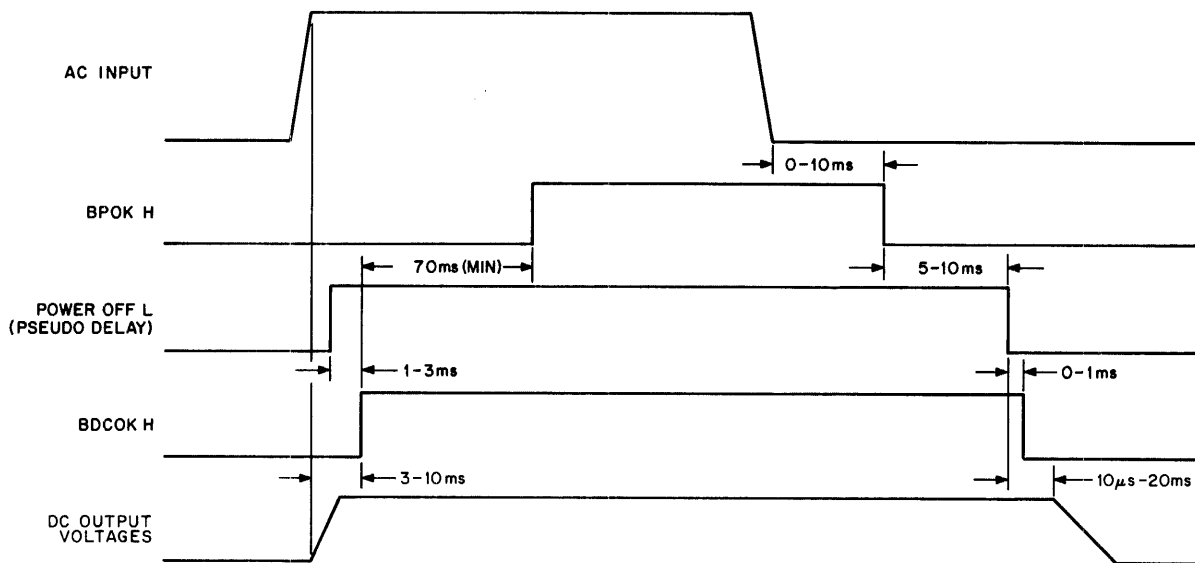 AC INPUT
0-10ms
BPOK H
70ms (MIN)
5-10ms
POWER OFF L
(PSEUDO DELAY)
1-3ms
0-1ms
BDCOK H
3-10ms
10μs-20ms
DC OUTPUT
VOLTAGES